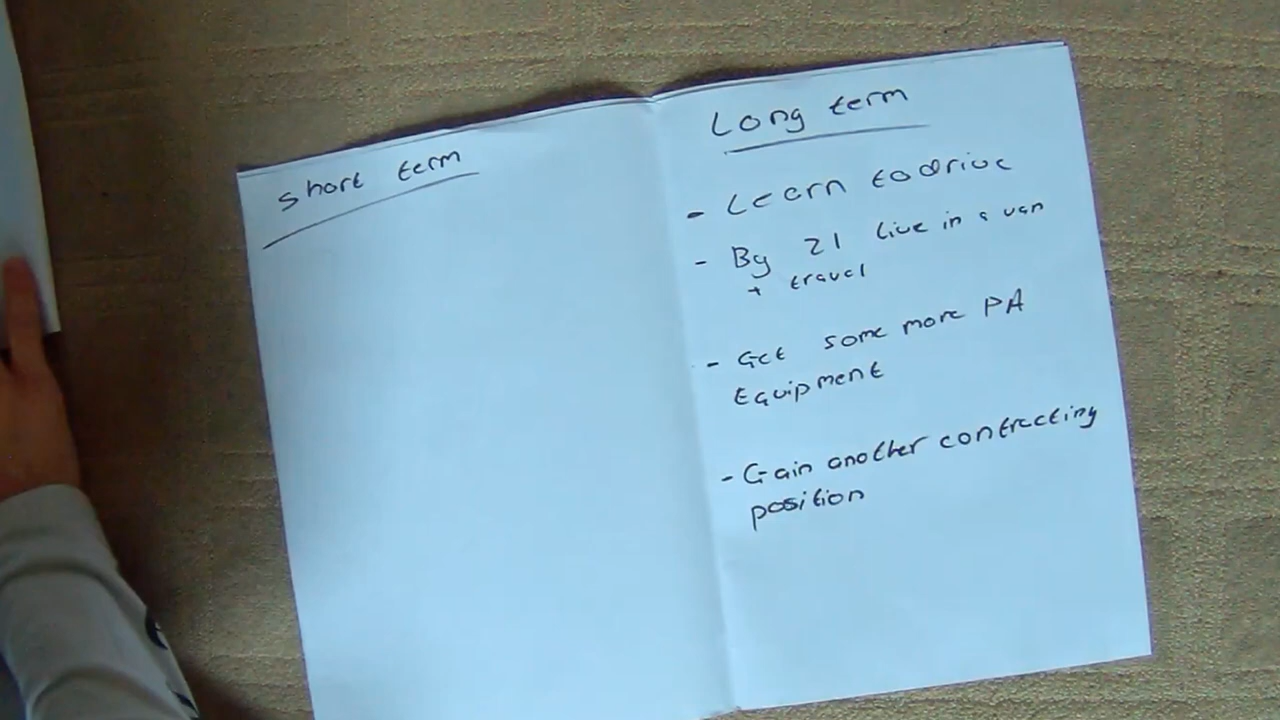 Short term
Long term
- Learn to drive
- By 21 live in a van
+ travel
- Get some more PA
Equipment
- Gain another contracting
position